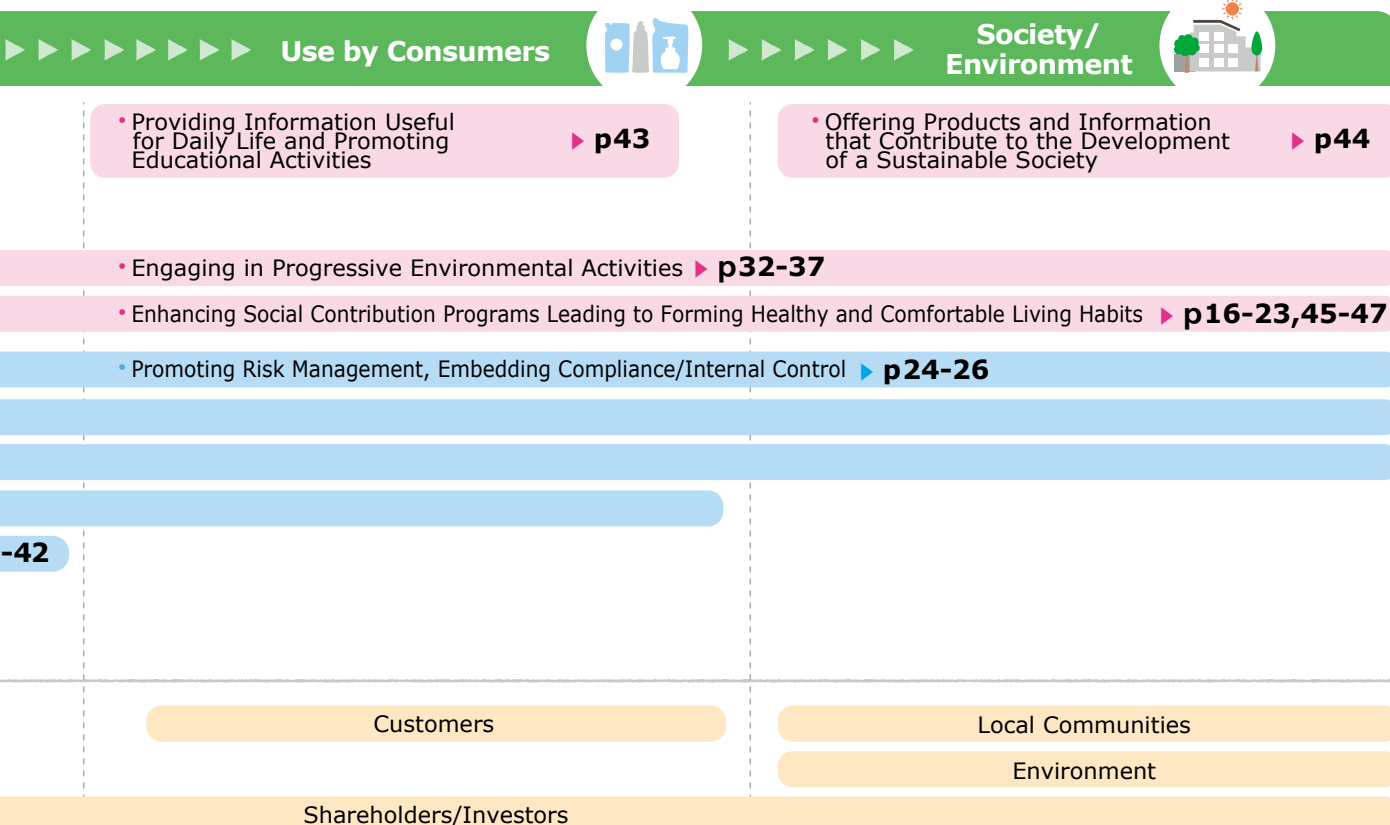 Use by Consumers
Society/
Environment
• Providing Information Useful
for Daily Life and Promoting
Educational Activities
p43
• Offering Products and Information
that Contribute to the Development
of a Sustainable Society
p44
• Engaging in Progressive Environmental Activities p32-37
• Enhancing Social Contribution Programs Leading to Forming Healthy and Comfortable Living Habits p16-23,45-47
• Promoting Risk Management, Embedding Compliance/Internal Control p24-26
-42
Customers
Local Communities
Environment
Shareholders/Investors